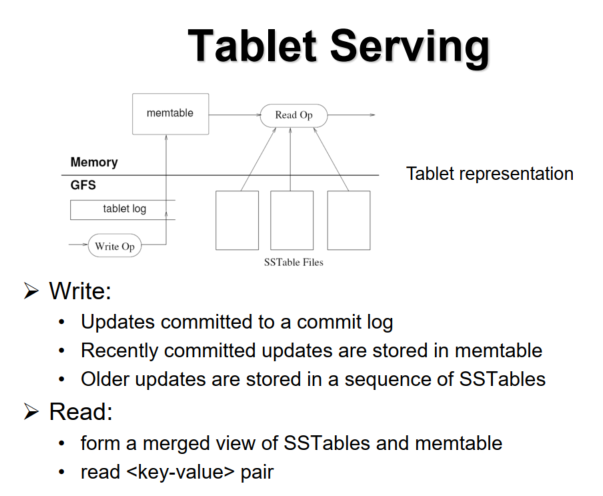 Tablet Serving
memtable
Read Op
Memory
Tablet representation
GFS
tablet log
Write Op
SSTable Files
➢ Write:
• Updates committed to a commit log
• Recently committed updates are stored in memtable
• Older updates are stored in a sequence of SSTables
➢ Read:
• form a merged view of SSTables and memtable
• read <key-value> pair